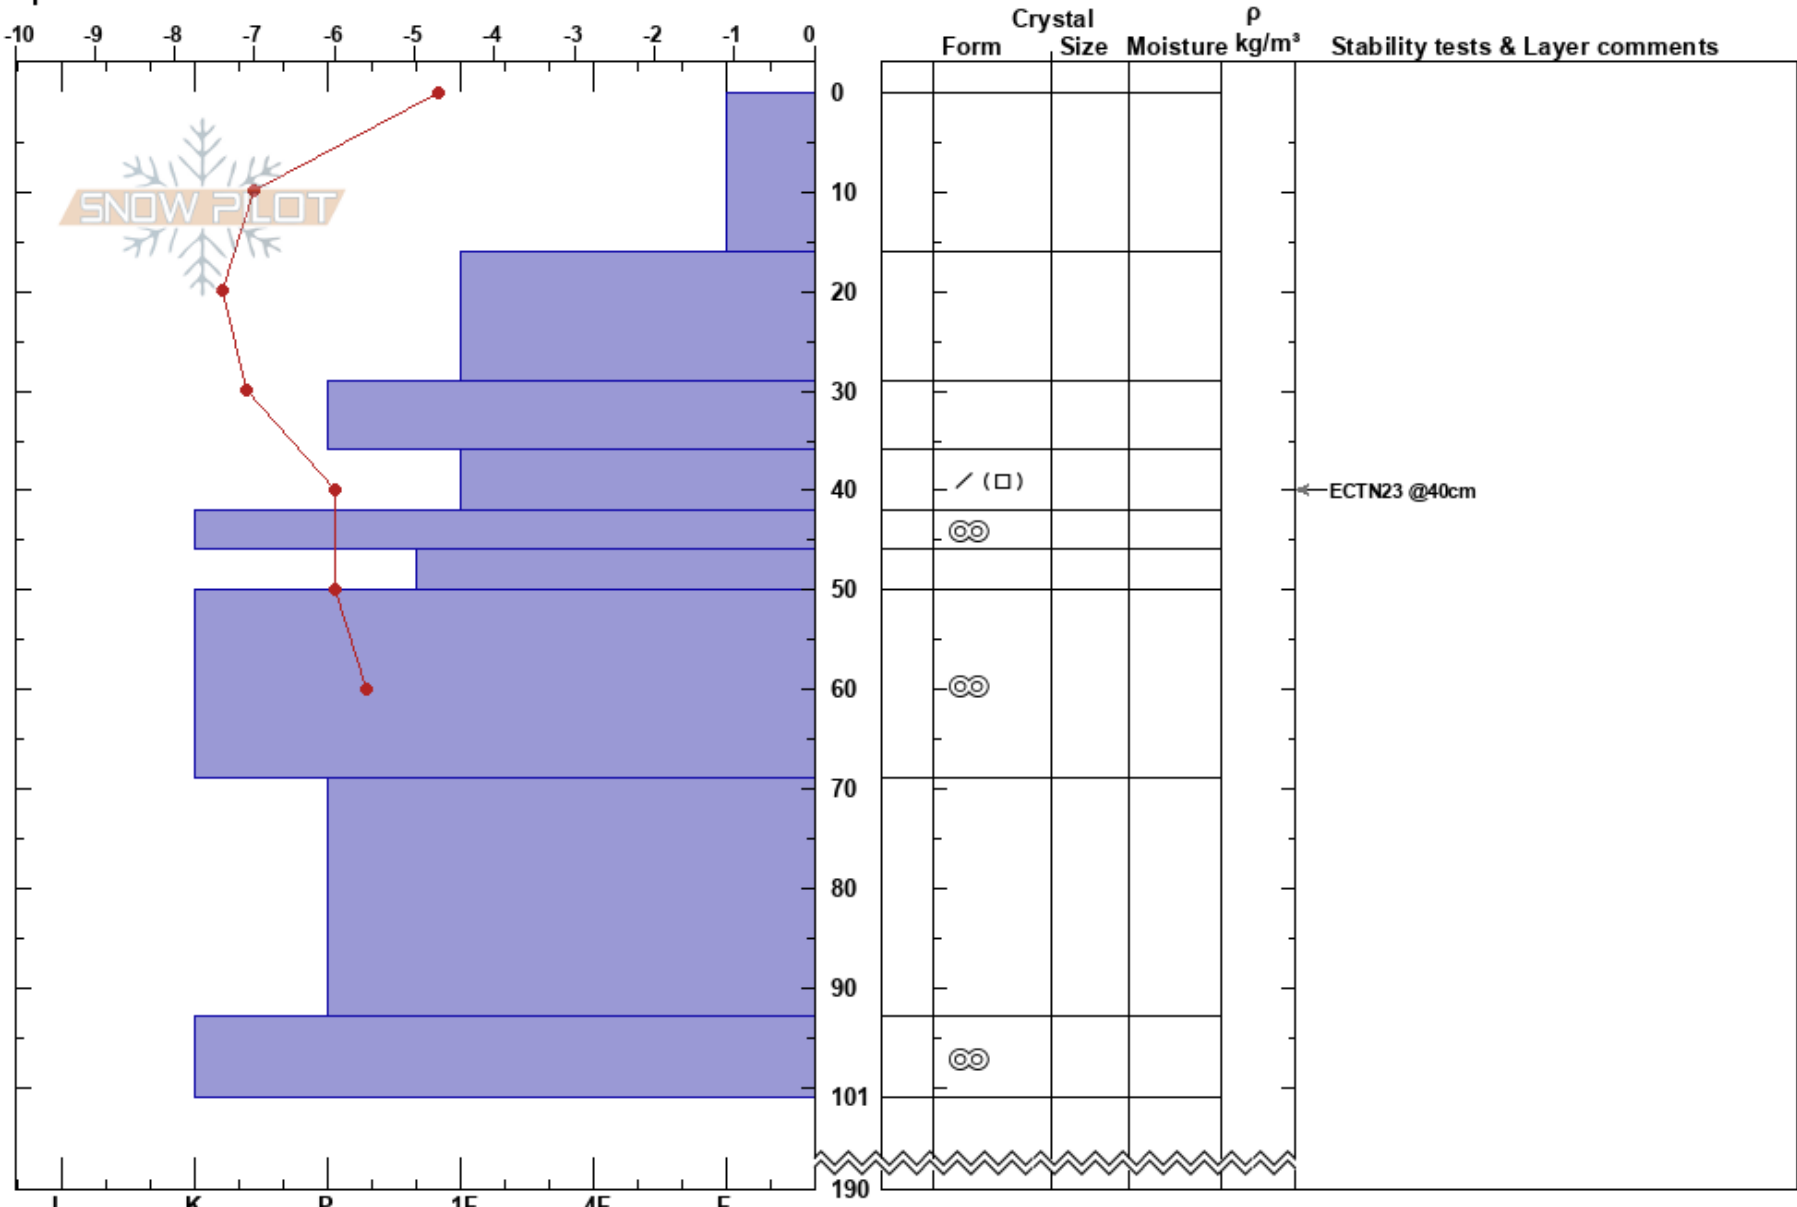 Crystal ρ
-10 -9 -8 -7 -6 -5 -4 -3 -2 -1 0 Form Size Moisture kg/m³ Stability tests & Layer comments
0
SNOW PILOT
10
20
30
/ (□)
40 ECTN23 @40cm
50
60
70
80
90
101
190
I K P 1F 4F F